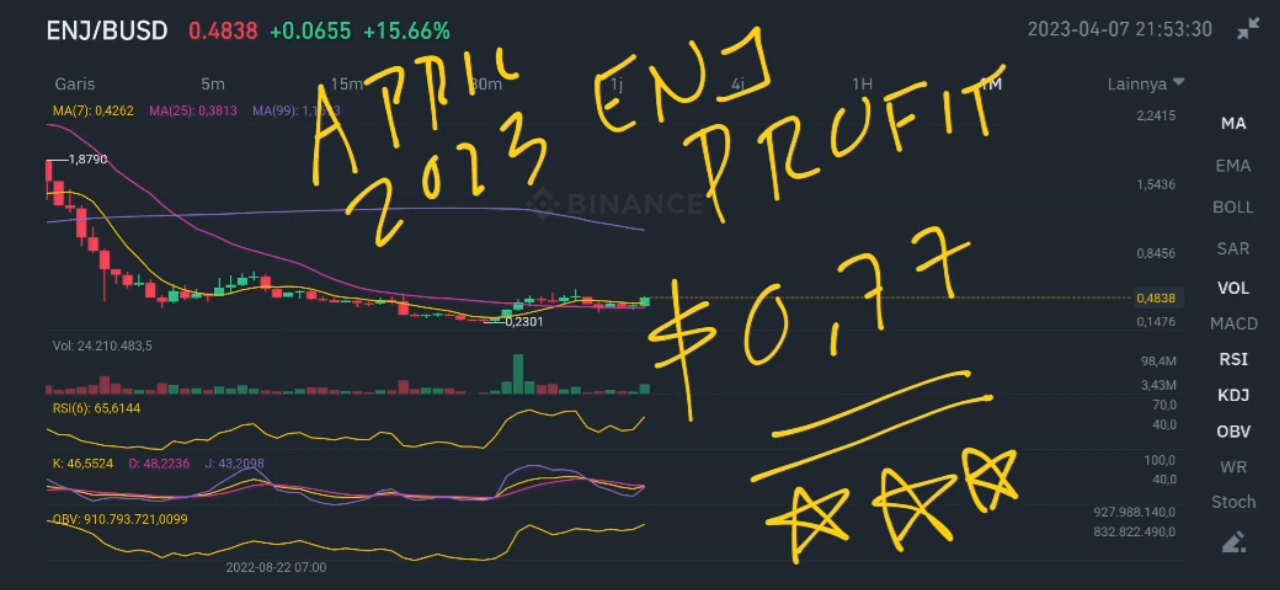 ENJ/BUSD 0.4838 +0.0655 +15.66% 2023-04-07 21:53:30
Garis 5m 15m 30m 1j 4j 1H 1M Lainnya
MA(7): 0,4262 MA(25): 0,3813 MA(99):
APRIL ENJ
2023 PROFIT
$0,77
2,2415
1,8790
1,5436
BINANCE
0,8456
0,4838
0,1476
0,2301
Vol: 24.210.483,5
98,4M
3,43M
RSI(6): 65,6144
70,0
40,0
K: 46,5524 D: 48,2236 J: 43,2098
100,0
40,0
OBV: 910.793.721,0099
927.988.140,0
832.822.490,0
2022-08-22 07:00
MA
EMA
BOLL
SAR
VOL
MACD
RSI
KDJ
OBV
WR
Stoch